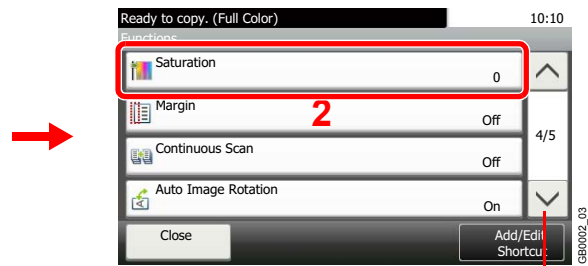 Ready to copy. (Full Color)
10:10
Functions
Saturation
0
Margin
Off
2
4/5
Continuous Scan
Off
Auto Image Rotation
On
Close
Add/Edit
Shortcut
GB0002_03